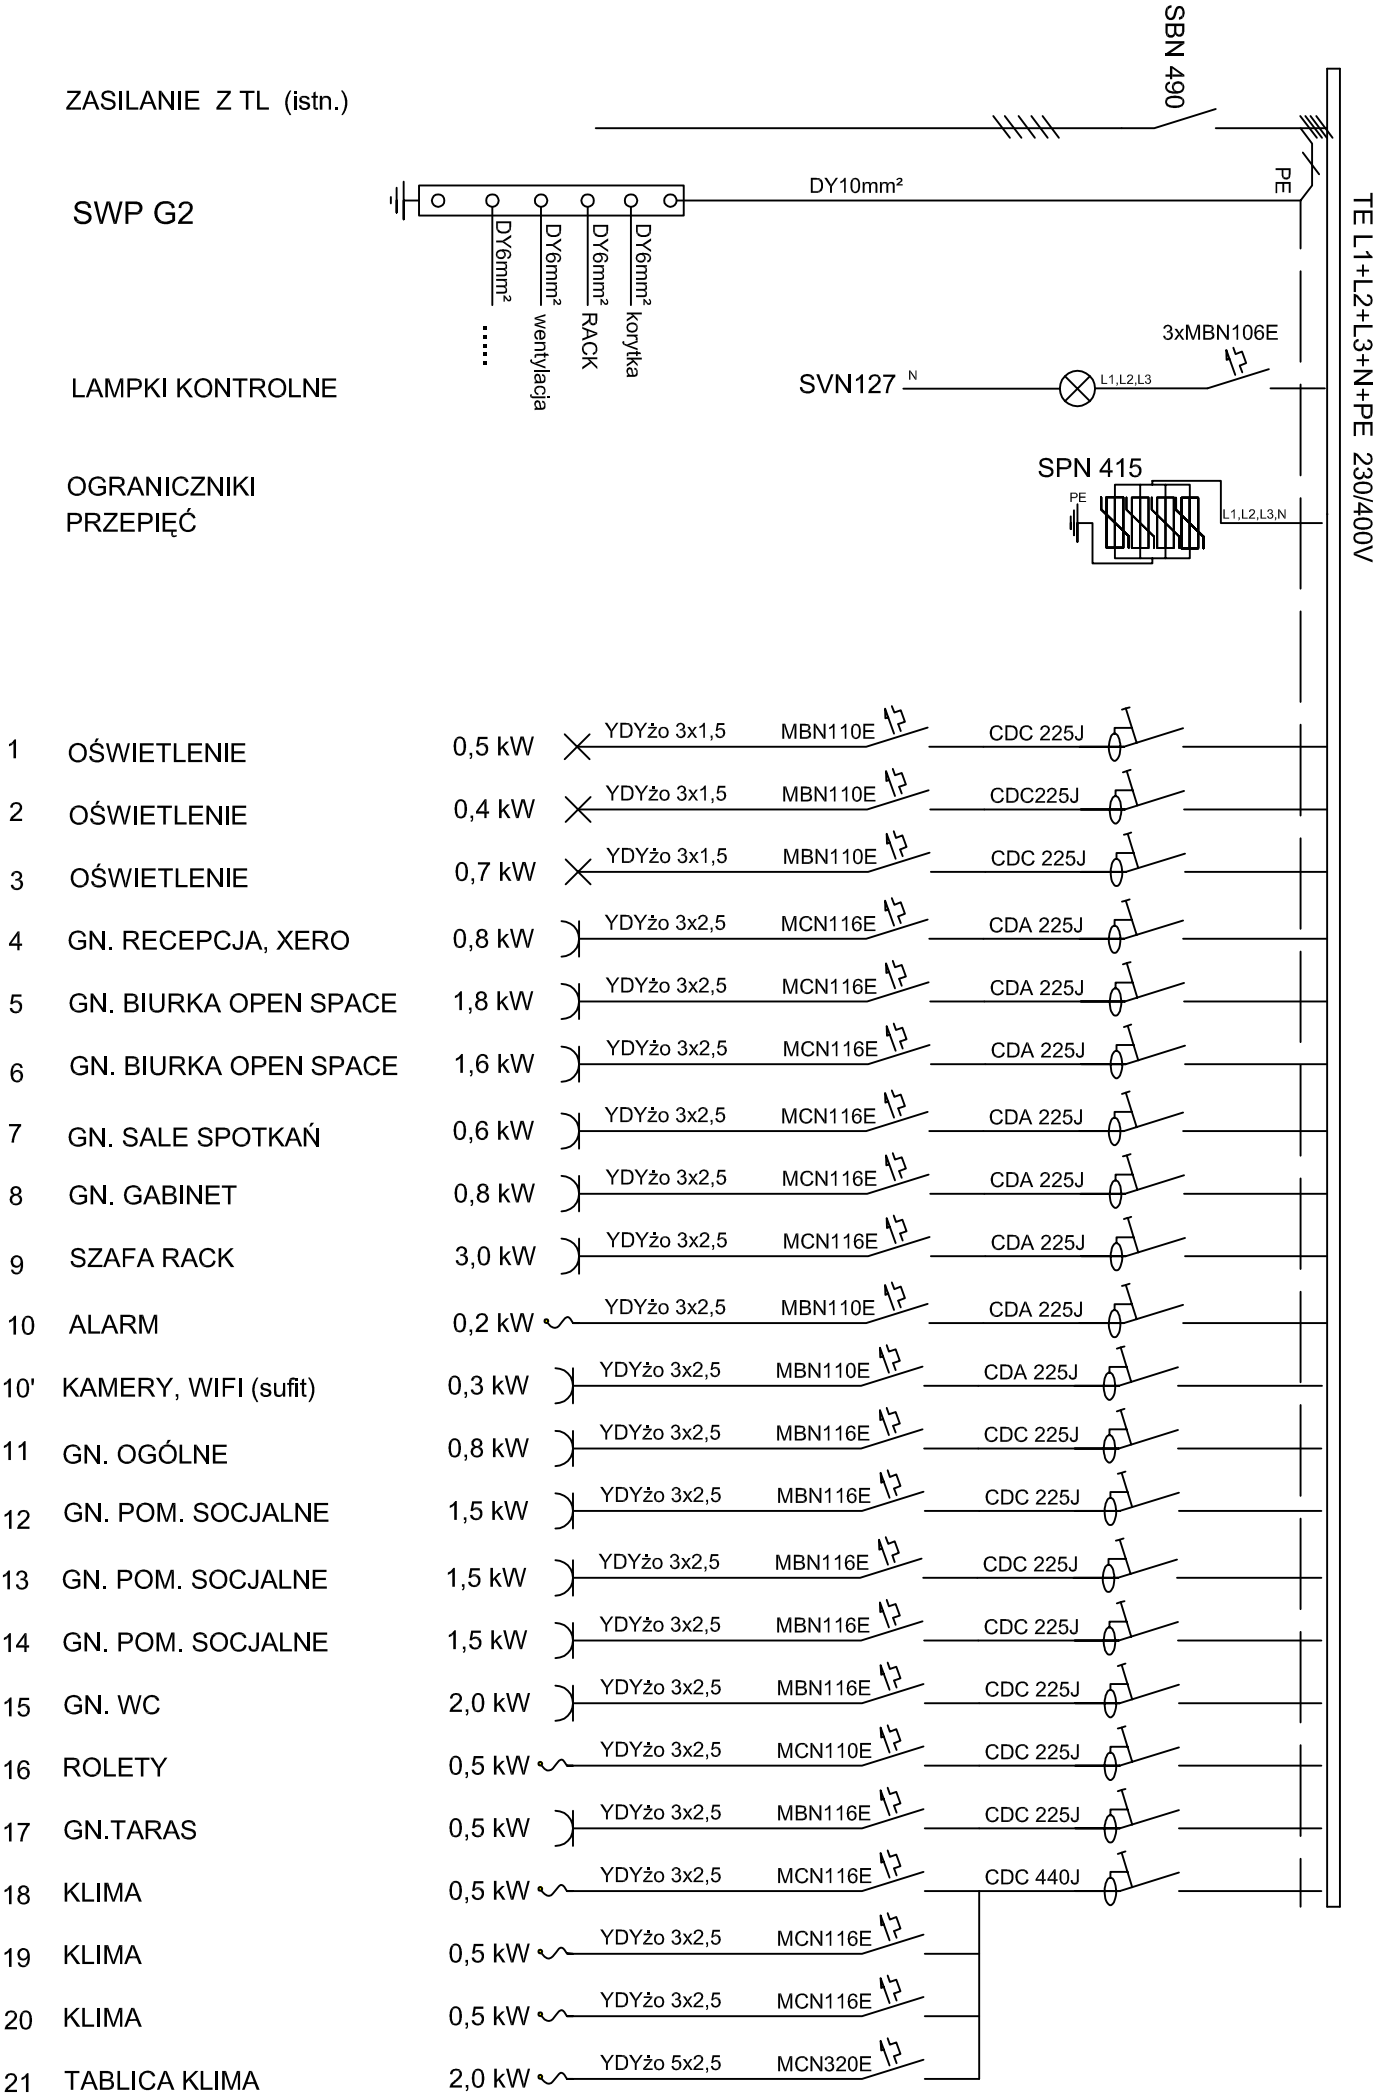 SBN 490
ZASILANIE Z TL (istn.)
PE
DY10mm²
SWP G2
TE L1+L2+L3+N+PE 230/400V
DY6mm²
DY6mm² wentylacja
DY6mm² RACK
DY6mm² korytka
......
3xMBN106E
LAMPKI KONTROLNE
SVN127 N L1,L2,L3
SPN 415
OGRANICZNIKI
PRZEPIĘĆ
PE
L1,L2,L3,N
1 OŚWIETLENIE 0,5 kW YDYżo 3x1,5 MBN110E CDC 225J
2 OŚWIETLENIE 0,4 kW YDYżo 3x1,5 MBN110E CDC225J
3 OŚWIETLENIE 0,7 kW YDYżo 3x1,5 MBN110E CDC 225J
4 GN. RECEPCJA, XERO 0,8 kW YDYżo 3x2,5 MCN116E CDA 225J
5 GN. BIURKA OPEN SPACE 1,8 kW YDYżo 3x2,5 MCN116E CDA 225J
6 GN. BIURKA OPEN SPACE 1,6 kW YDYżo 3x2,5 MCN116E CDA 225J
7 GN. SALE SPOTKAŃ 0,6 kW YDYżo 3x2,5 MCN116E CDA 225J
8 GN. GABINET 0,8 kW YDYżo 3x2,5 MCN116E CDA 225J
9 SZAFA RACK 3,0 kW YDYżo 3x2,5 MCN116E CDA 225J
10 ALARM 0,2 kW YDYżo 3x2,5 MBN110E CDA 225J
10' KAMERY, WIFI (sufit) 0,3 kW YDYżo 3x2,5 MBN110E CDA 225J
11 GN. OGÓLNE 0,8 kW YDYżo 3x2,5 MBN116E CDC 225J
12 GN. POM. SOCJALNE 1,5 kW YDYżo 3x2,5 MBN116E CDC 225J
13 GN. POM. SOCJALNE 1,5 kW YDYżo 3x2,5 MBN116E CDC 225J
14 GN. POM. SOCJALNE 1,5 kW YDYżo 3x2,5 MBN116E CDC 225J
15 GN. WC 2,0 kW YDYżo 3x2,5 MBN116E CDC 225J
16 ROLETY 0,5 kW YDYżo 3x2,5 MCN110E CDC 225J
17 GN.TARAS 0,5 kW YDYżo 3x2,5 MBN116E CDC 225J
18 KLIMA 0,5 kW YDYżo 3x2,5 MCN116E CDC 440J
19 KLIMA 0,5 kW YDYżo 3x2,5 MCN116E
20 KLIMA 0,5 kW YDYżo 3x2,5 MCN116E
21 TABLICA KLIMA 2,0 kW YDYżo 5x2,5 MCN320E